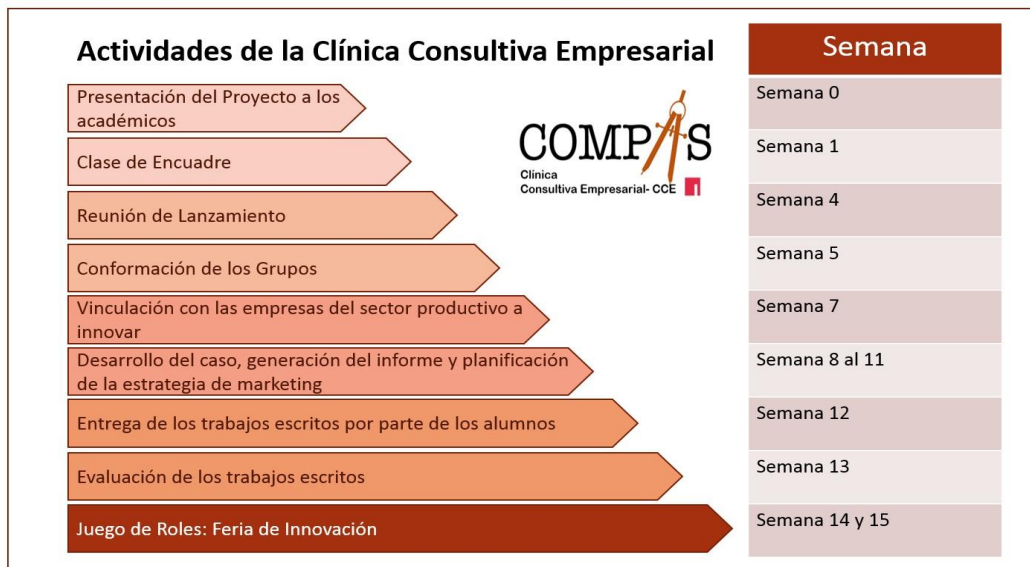 Actividades de la Clínica Consultiva Empresarial
Semana
Presentación del Proyecto a los
académicos
Semana 0
COMPAS
Clínica
Consultiva Empresarial- CCE
Clase de Encuadre
Semana 1
Reunión de Lanzamiento
Semana 4
Conformación de los Grupos
Semana 5
Vinculación con las empresas del sector productivo a
innovar
Semana 7
Desarrollo del caso, generación del informe y planificación
de la estrategia de marketing
Semana 8 al 11
Entrega de los trabajos escritos por parte de los alumnos
Semana 12
Evaluación de los trabajos escritos
Semana 13
Juego de Roles: Feria de Innovación
Semana 14 y 15